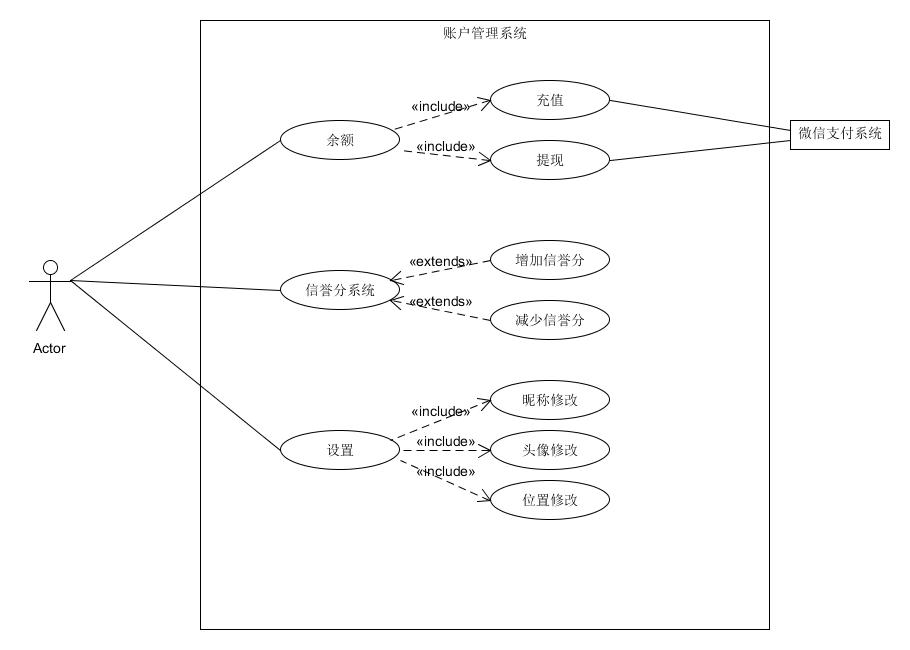 账户管理系统
«include»
充值
余额
«include»
提现
微信支付系统
«extends»
增加信誉分
信誉分系统
«extends»
减少信誉分
Actor
«include»
昵称修改
设置
«include»
头像修改
«include»
位置修改